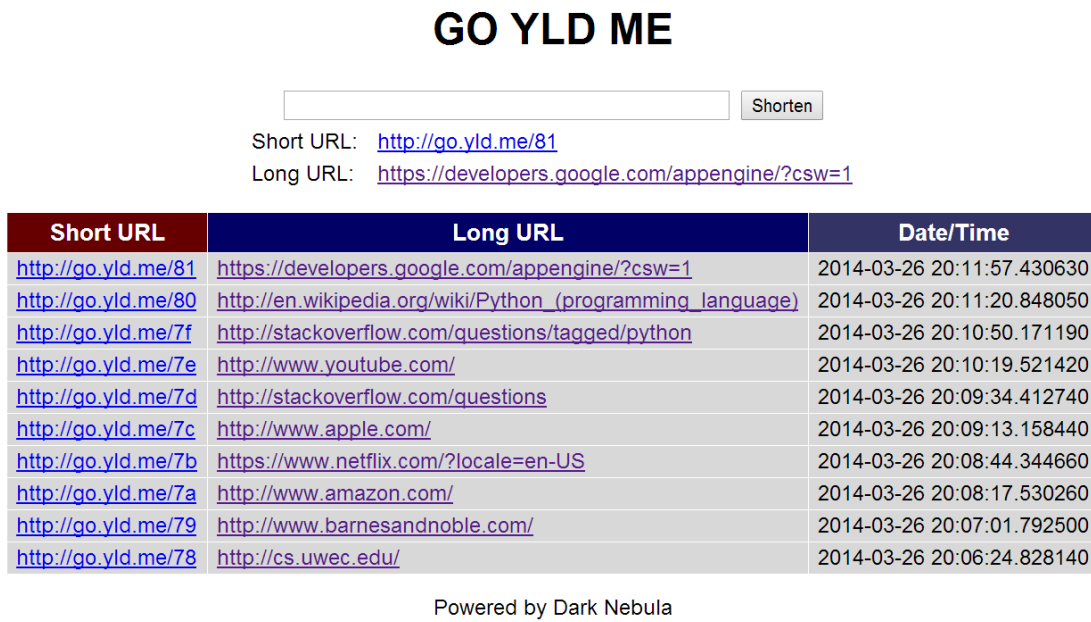 GO YLD ME
Shorten
Short URL: http://go.yld.me/81
Long URL: https://developers.google.com/appengine/?csw=1
Short URL Long URL Date/Time
http://go.yld.me/81 https://developers.google.com/appengine/?csw=1 2014-03-26 20:11:57.430630
http://go.yld.me/80 http://en.wikipedia.org/wiki/Python_(programming_language) 2014-03-26 20:11:20.848050
http://go.yld.me/7f http://stackoverflow.com/questions/tagged/python 2014-03-26 20:10:50.171190
http://go.yld.me/7e http://www.youtube.com/ 2014-03-26 20:10:19.521420
http://go.yld.me/7d http://stackoverflow.com/questions 2014-03-26 20:09:34.412740
http://go.yld.me/7c http://www.apple.com/ 2014-03-26 20:09:13.158440
http://go.yld.me/7b https://www.netflix.com/?locale=en-US 2014-03-26 20:08:44.344660
http://go.yld.me/7a http://www.amazon.com/ 2014-03-26 20:08:17.530260
http://go.yld.me/79 http://www.barnesandnoble.com/ 2014-03-26 20:07:01.792500
http://go.yld.me/78 http://cs.uwec.edu/ 2014-03-26 20:06:24.828140
Powered by Dark Nebula